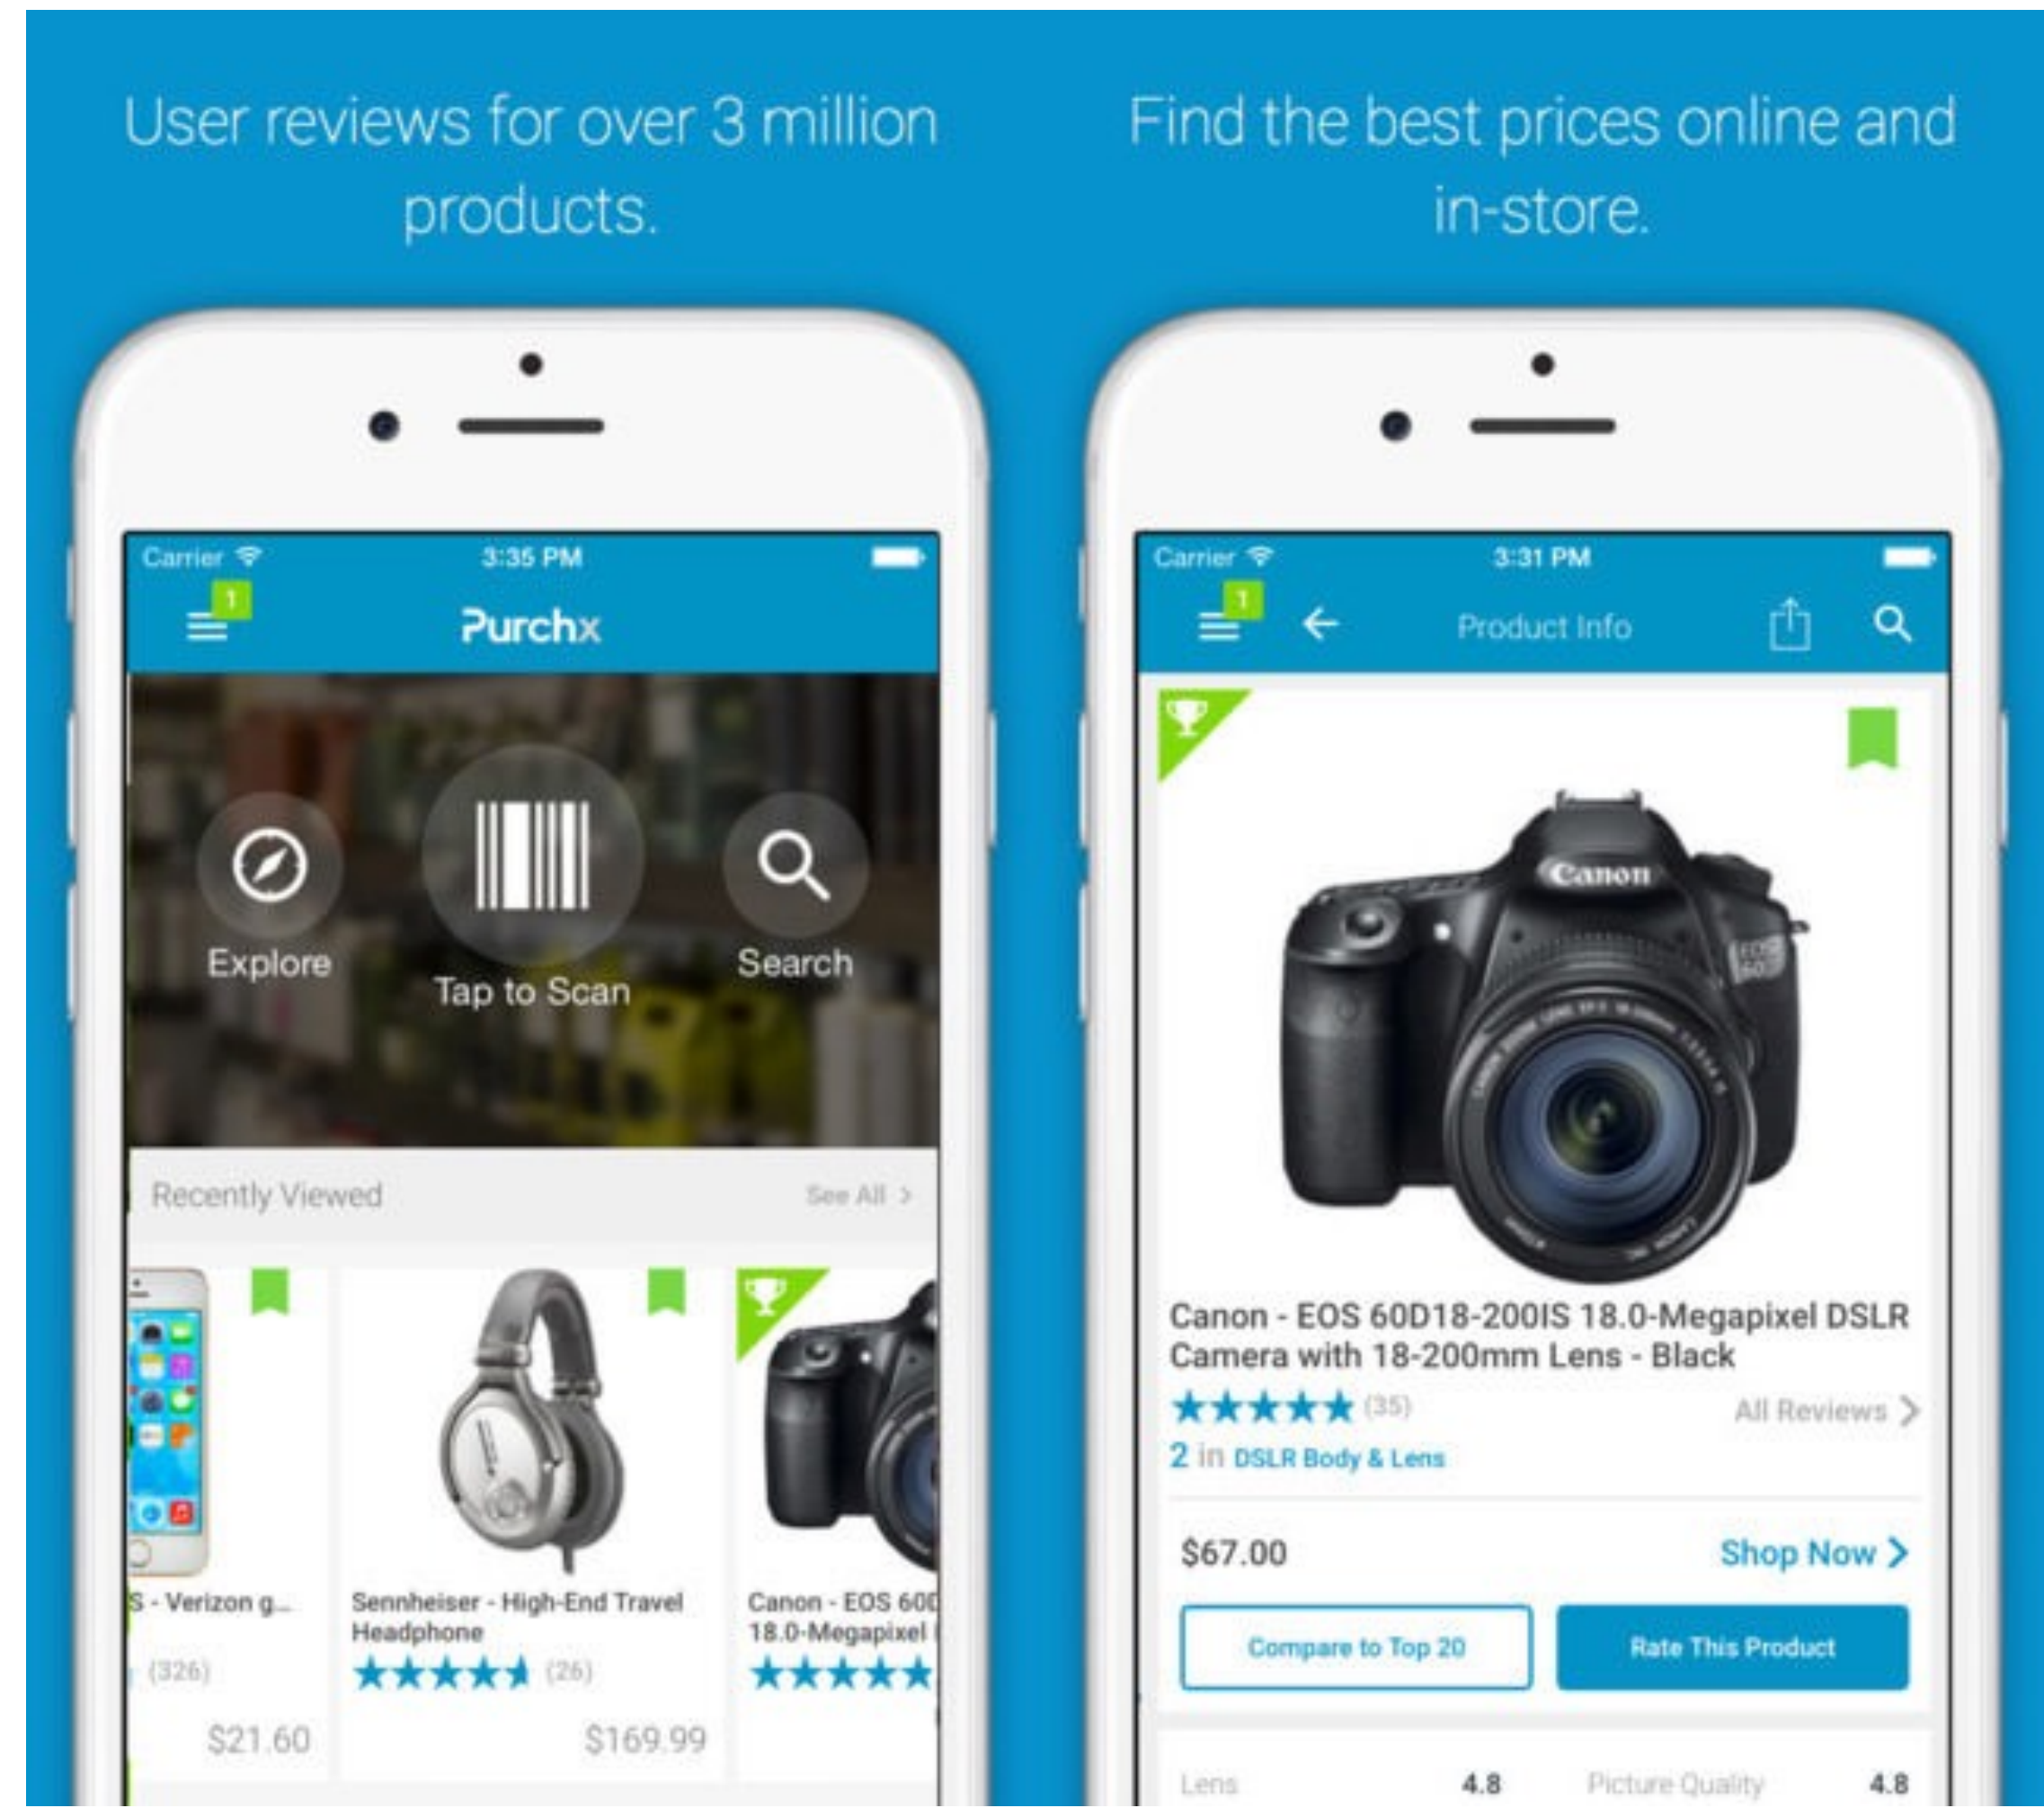 User reviews for over 3 million
products.
Carrier
3:35 PM
1
Purchx
Explore
Tap to Scan
Search
Recently Viewed
See All >
S - Verizon g...
(326)
$21.60
Sennheiser - High-End Travel
Headphone
(26)
$169.99
Canon - EOS 60D
18.0-Megapixel
Find the best prices online and
in-store.
Carrier
3:31 PM
1
Product Info
Canon
Canon - EOS 60D18-200IS 18.0-Megapixel DSLR
Camera with 18-200mm Lens - Black
(35)
All Reviews >
2 in DSLR Body & Lens
$67.00
Shop Now >
Compare to Top 20
Rate This Product
Lens 4.8
Picture Quality 4.8